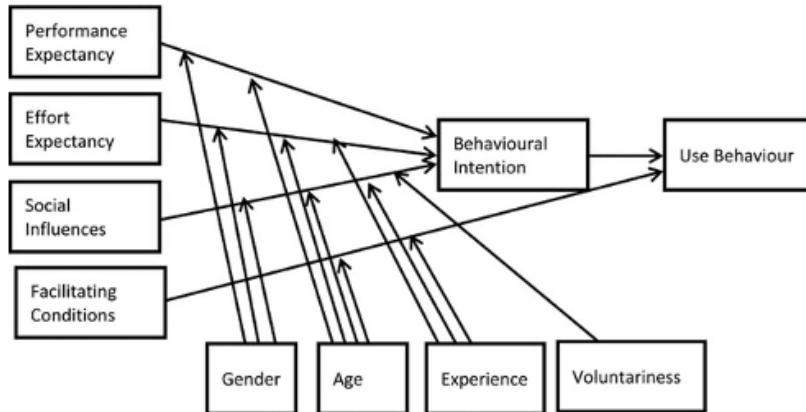 Performance
Expectancy
Effort
Expectancy
Social
Influences
Facilitating
Conditions
Behavioural
Intention
Use Behaviour
Gender
Age
Experience
Voluntariness